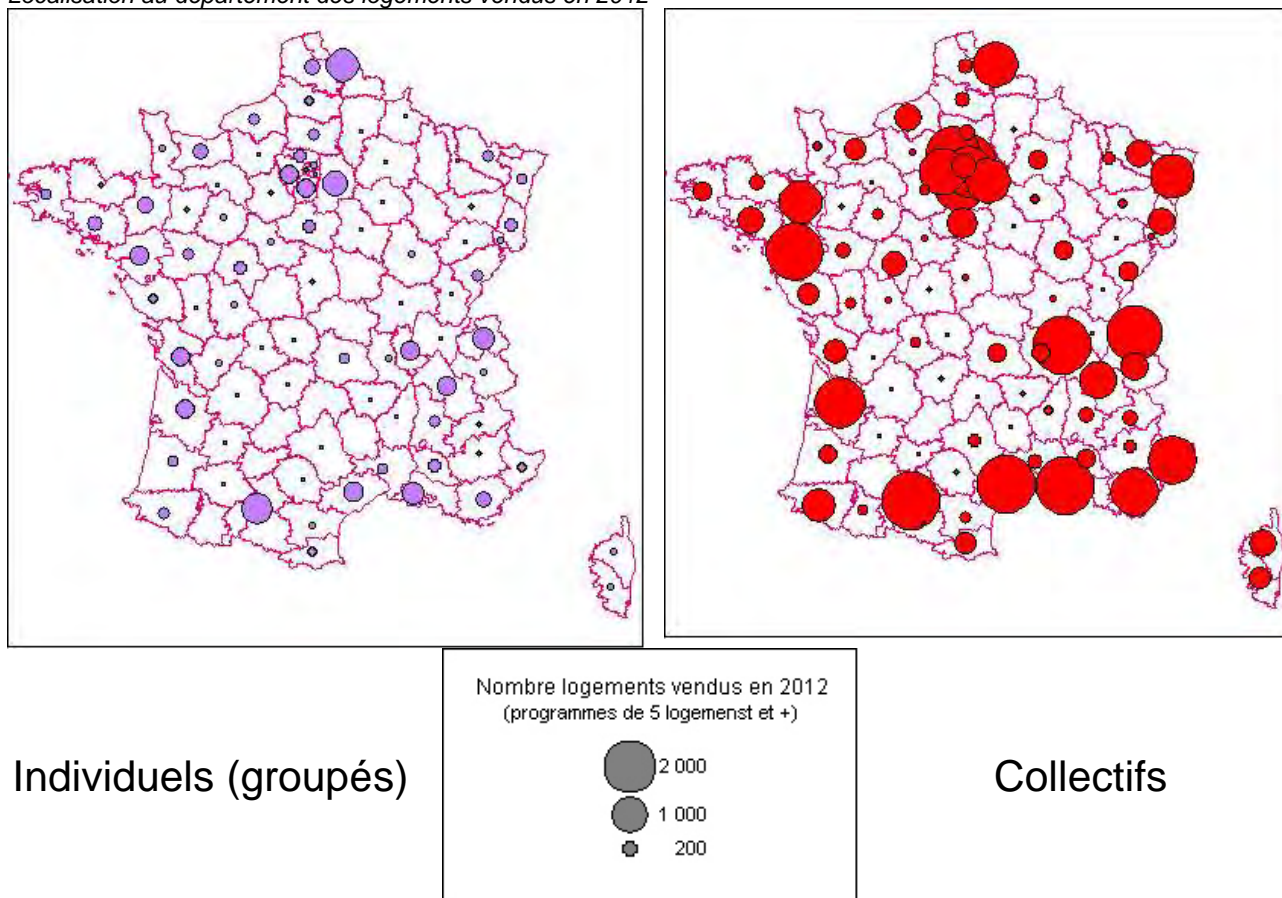 Localisation au département des logements vendus en 2012
Nombre logements vendus en 2012
(programmes de 5 logemenst et +)
2 000
1 000
200
Individuels (groupés)
Collectifs